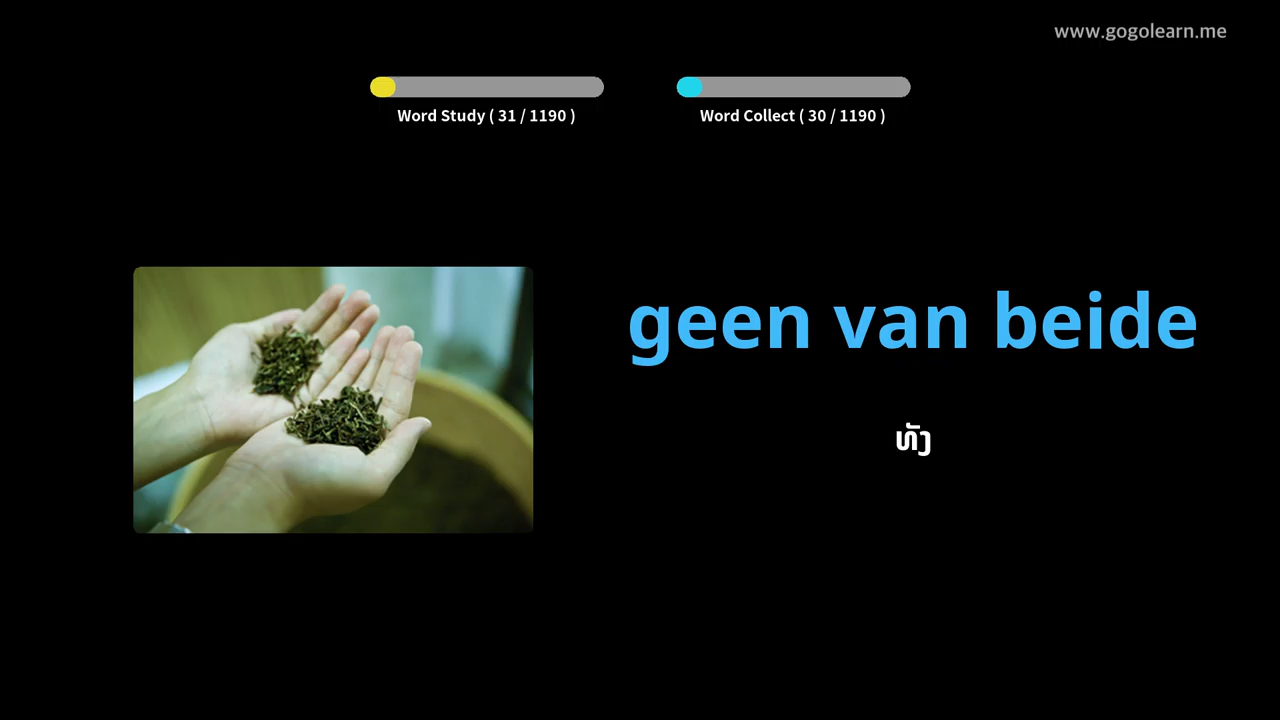 www.gogolearn.me
Word Study ( 31 / 1190 )
Word Collect ( 30 / 1190 )
geen van beide
ທັງ